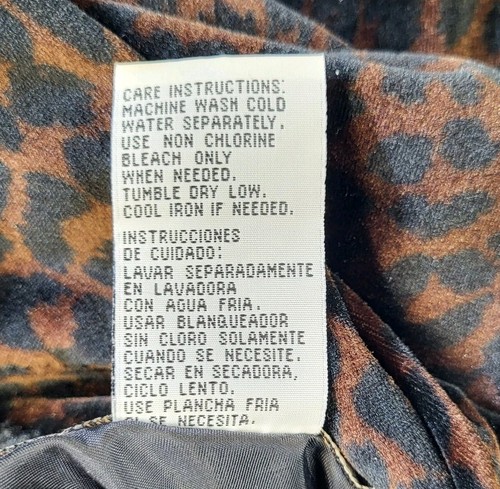 CARE INSTRUCTIONS:
MACHINE WASH COLD
WATER SEPARATELY.
USE NON CHLORINE
BLEACH ONLY
WHEN NEEDED.
TUMBLE DRY LOW.
COOL IRON IF NEEDED.
INSTRUCCIONES
DE CUIDADO:
LAVAR SEPARADAMENTE
EN LAVADORA
CON AGUA FRIA.
USAR BLANQUEADOR
SIN CLORO SOLAMENTE
CUANDO SE NECESITE.
SECAR EN SECADORA,
CICLO LENTO.
USE PLANCHA FRIA
SI SE NECESITA.